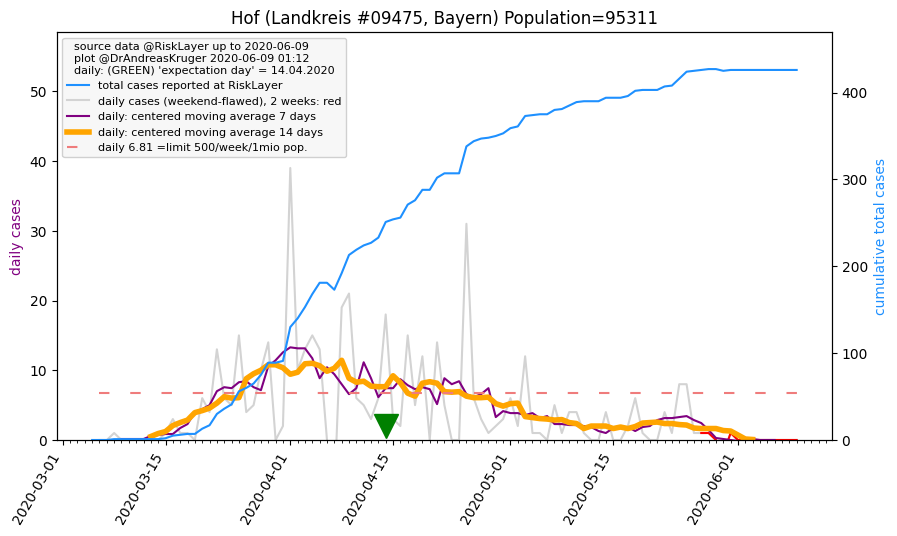 Hof (Landkreis #09475, Bayern) Population=95311
source data @RiskLayer up to 2020-06-09
plot @DrAndreasKruger 2020-06-09 01:12
daily: (GREEN) 'expectation day' = 14.04.2020
total cases reported at RiskLayer
daily cases (weekend-flawed), 2 weeks: red
daily: centered moving average 7 days
daily: centered moving average 14 days
daily 6.81 =limit 500/week/1mio pop.
daily cases
50
40
30
20
10
0
cumulative total cases
400
300
200
100
0
2020-03-01
2020-03-15
2020-04-01
2020-04-15
2020-05-01
2020-05-15
2020-06-01